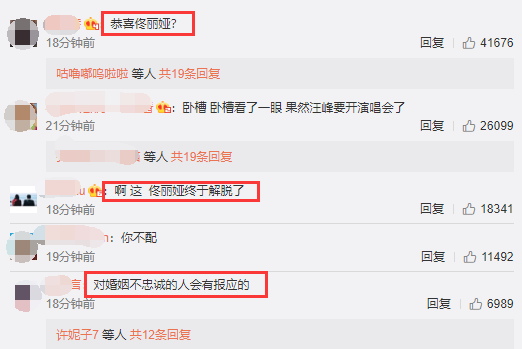 恭喜佟丽娅?
18分钟前 回复 41676
咕噜嘟呜啦啦 等人 共19条回复
: 卧槽 卧槽看了一眼 果然汪峰要开演唱会了
21分钟前 回复 26099
等人 共19条回复
: 啊 这 佟丽娅终于解脱了
18分钟前 回复 18341
: 你不配
19分钟前 回复 11492
对婚姻不忠诚的人会有报应的
18分钟前 回复 6989
许妮子7 等人 共12条回复